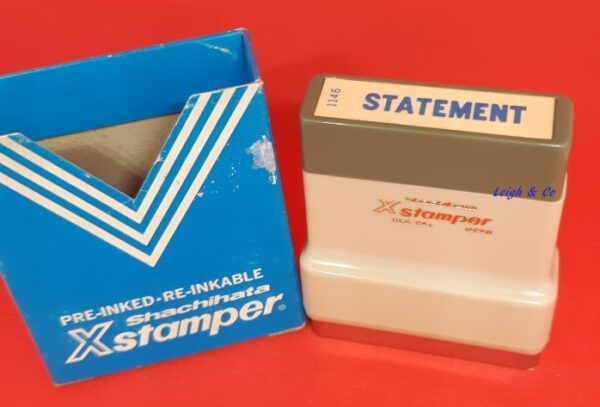 PRE-INKED·RE-INKABLE
Shachihata
Xstamper®
1146
STATEMENT
Leigh & Co
Xstamper